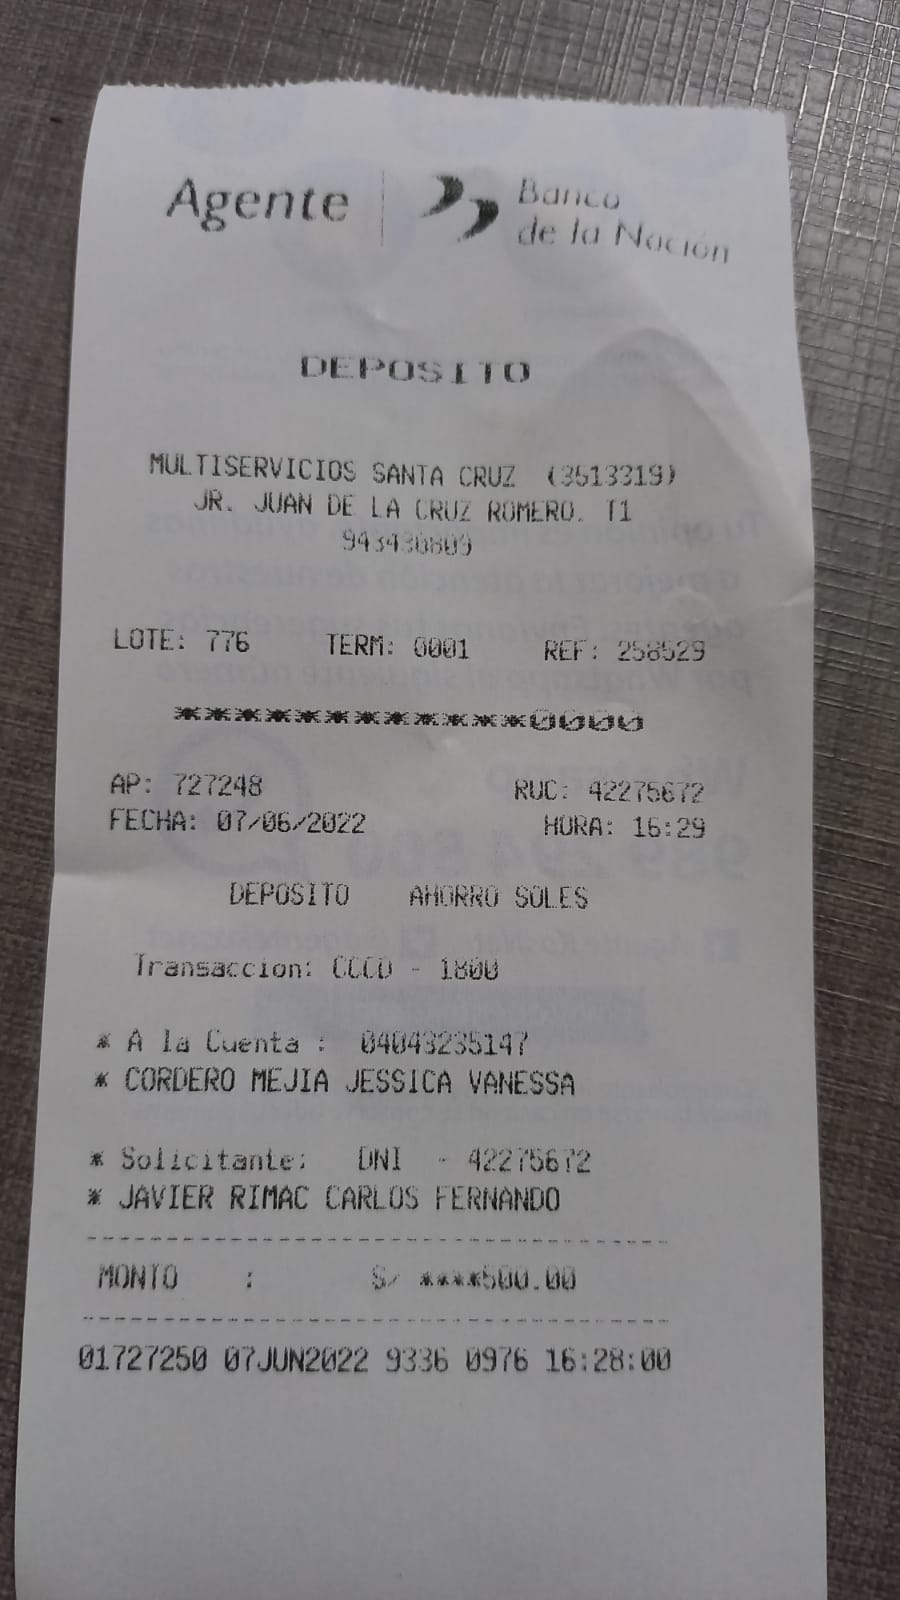 Agente
Banco
de la Nación
DEPOSITO
MULTISERVICIOS SANTA CRUZ (3513319)
JR. JUAN DE LA CRUZ ROMERO. T1
943430809
LOTE: 776 TERM: 0001 REF: 258529
************0000
AP: 727248 RUC: 42275672
FECHA: 07/06/2022 HORA: 16:29
DEPOSITO AHORRO SOLES
Transaccion: CCCD - 1800
* A la Cuenta : 04043235147
* CORDERO MEJIA JESSICA VANESSA
* Solicitante: DNI - 42275672
* JAVIER RIMAC CARLOS FERNANDO
MONTO : S/ ****500.00
01727250 07JUN2022 9336 0976 16:28:00